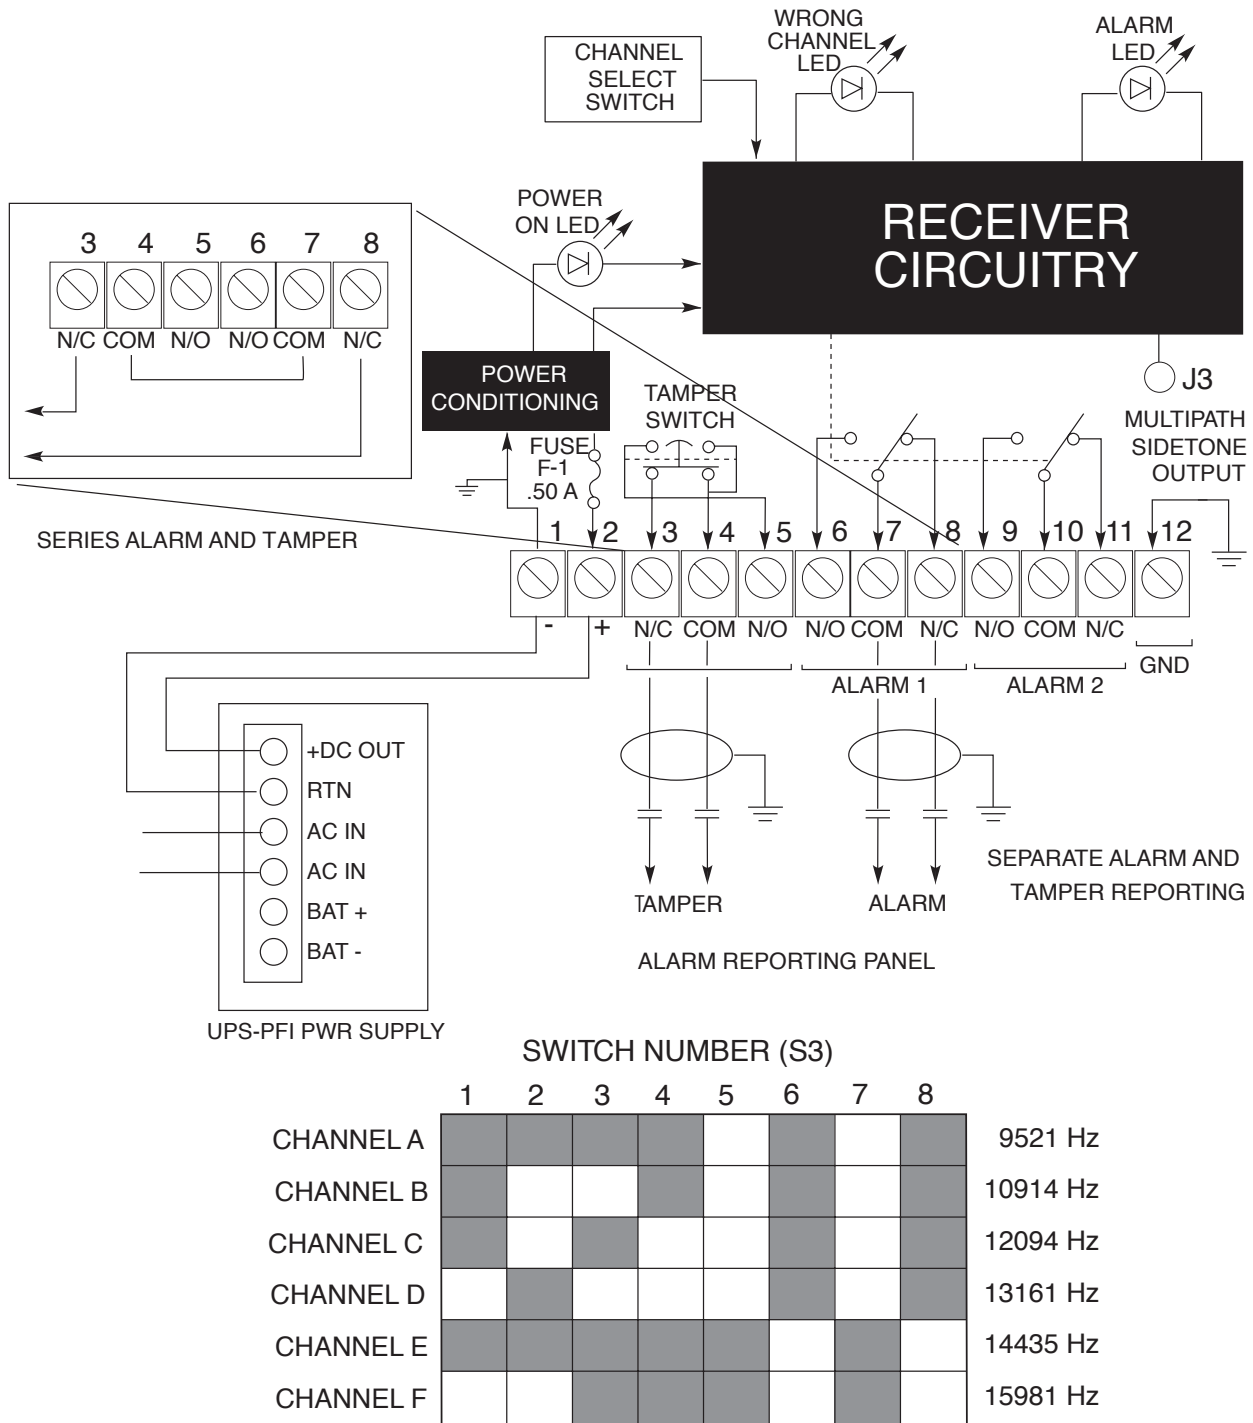 WRONG
CHANNEL
LED
ALARM
LED
CHANNEL
SELECT
SWITCH
POWER
ON LED
RECEIVER
CIRCUITRY
3 4 5 6 7 8
N/C COM N/O N/O COM N/C
POWER
CONDITIONING
TAMPER
SWITCH
J3
MULTIPATH
SIDETONE
OUTPUT
FUSE
F-1
.50 A
SERIES ALARM AND TAMPER
1 2 3 4 5 6 7 8 9 10 11 12
- + N/C COM N/O N/O COM N/C N/O COM N/C
GND
ALARM 1
ALARM 2
+DC OUT
RTN
AC IN
AC IN
BAT +
BAT -
UPS-PFI PWR SUPPLY
SEPARATE ALARM AND
TAMPER REPORTING
TAMPER
ALARM
ALARM REPORTING PANEL
SWITCH NUMBER (S3)
1 2 3 4 5 6 7 8
CHANNEL A 9521 Hz
CHANNEL B 10914 Hz
CHANNEL C 12094 Hz
CHANNEL D 13161 Hz
CHANNEL E 14435 Hz
CHANNEL F 15981 Hz